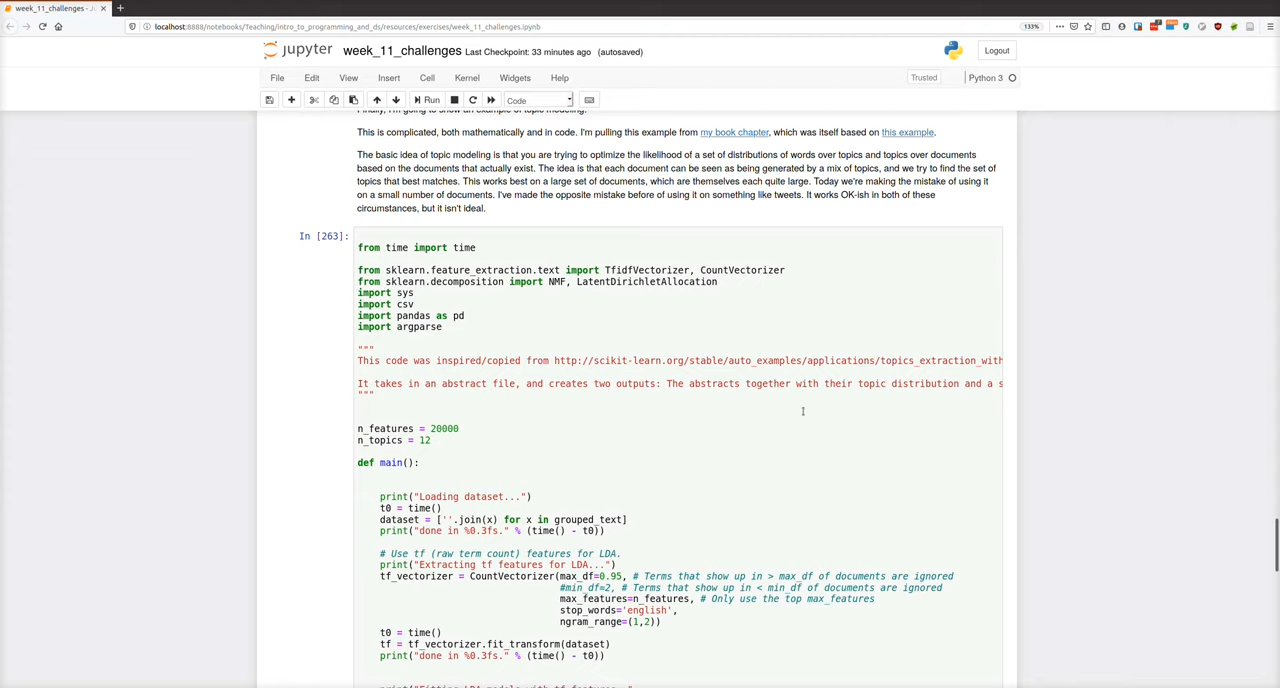 week_11_challenges - J
localhost:8888/notebooks/Teaching/Intro_to_programming_and_ds/resources/exercises/week_11_challenges.ipynb
133%
jupyter week_11_challenges Last Checkpoint: 33 minutes ago (autosaved)
Logout
File Edit View Insert Cell Kernel Widgets Help
Trusted
Python 3
Run
Code
Finally, I'm going to show an example of topic modeling.
This is complicated, both mathematically and in code. I'm pulling this example from my book chapter, which was itself based on this example.
The basic idea of topic modeling is that you are trying to optimize the likelihood of a set of distributions of words over topics and topics over documents
based on the documents that actually exist. The idea is that each document can be seen as being generated by a mix of topics, and we try to find the set of
topics that best matches. This works best on a large set of documents, which are themselves each quite large. Today we're making the mistake of using it
on a small number of documents. I've made the opposite mistake before of using it on something like tweets. It works OK-ish in both of these
circumstances, but it isn't ideal.
In [263]:
from time import time
from sklearn.feature_extraction.text import TfidfVectorizer, CountVectorizer
from sklearn.decomposition import NMF, LatentDirichletAllocation
import sys
import csv
import pandas as pd
import argparse
"""
This code was inspired/copied from http://scikit-learn.org/stable/auto_examples/applications/topics_extraction_with
It takes in an abstract file, and creates two outputs: The abstracts together with their topic distribution and a s
"""
n_features = 20000
n_topics = 12
def main():
print("Loading dataset...")
t0 = time()
dataset = [''.join(x) for x in grouped_text]
print("done in %0.3fs." % (time() - t0))
# Use tf (raw term count) features for LDA.
print("Extracting tf features for LDA...")
tf_vectorizer = CountVectorizer(max_df=0.95, # Terms that show up in > max_df of documents are ignored
#min_df=2, # Terms that show up in < min_df of documents are ignored
max_features=n_features, # Only use the top max_features
stop_words='english',
ngram_range=(1,2))
t0 = time()
tf = tf_vectorizer.fit_transform(dataset)
print("done in %0.3fs." % (time() - t0))